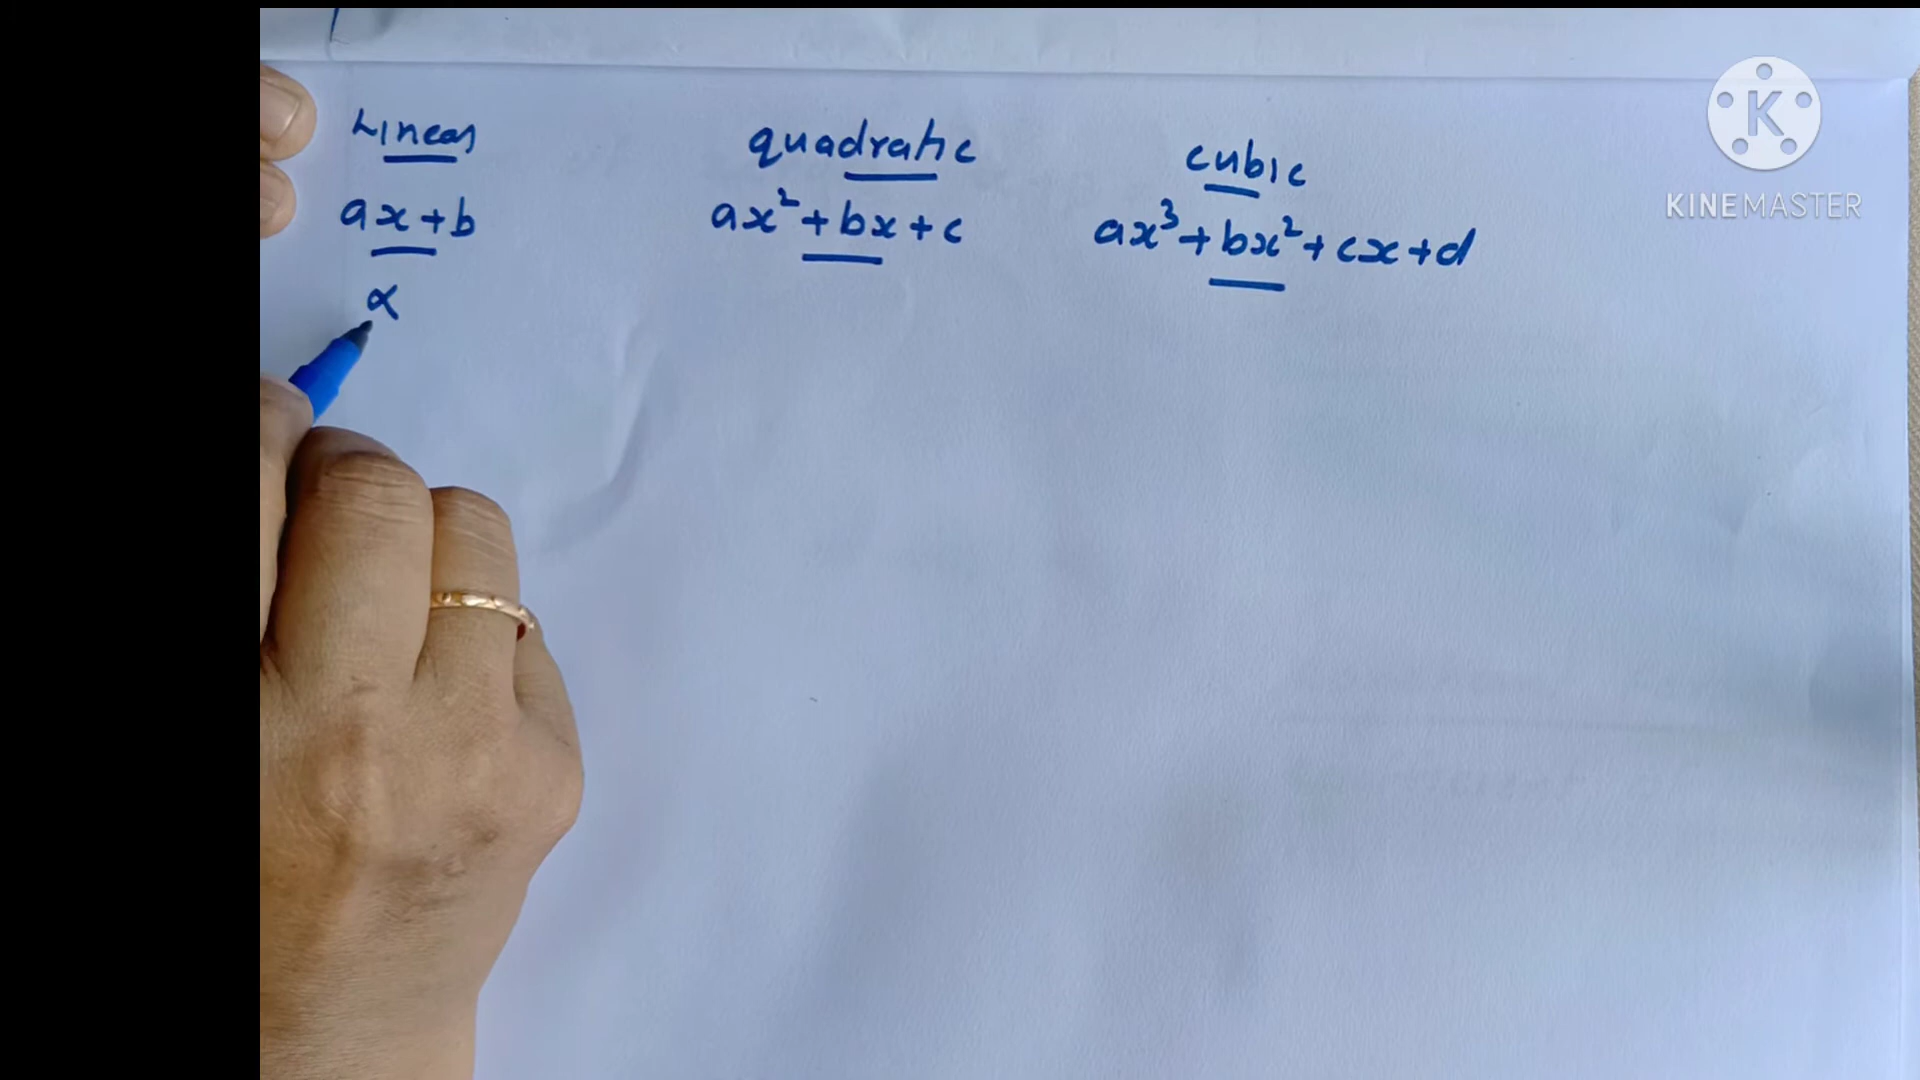 Linear quadratic cubic
ax+b ax²+bx+c ax³+bx²+cx+d
α
K
KINEMASTER